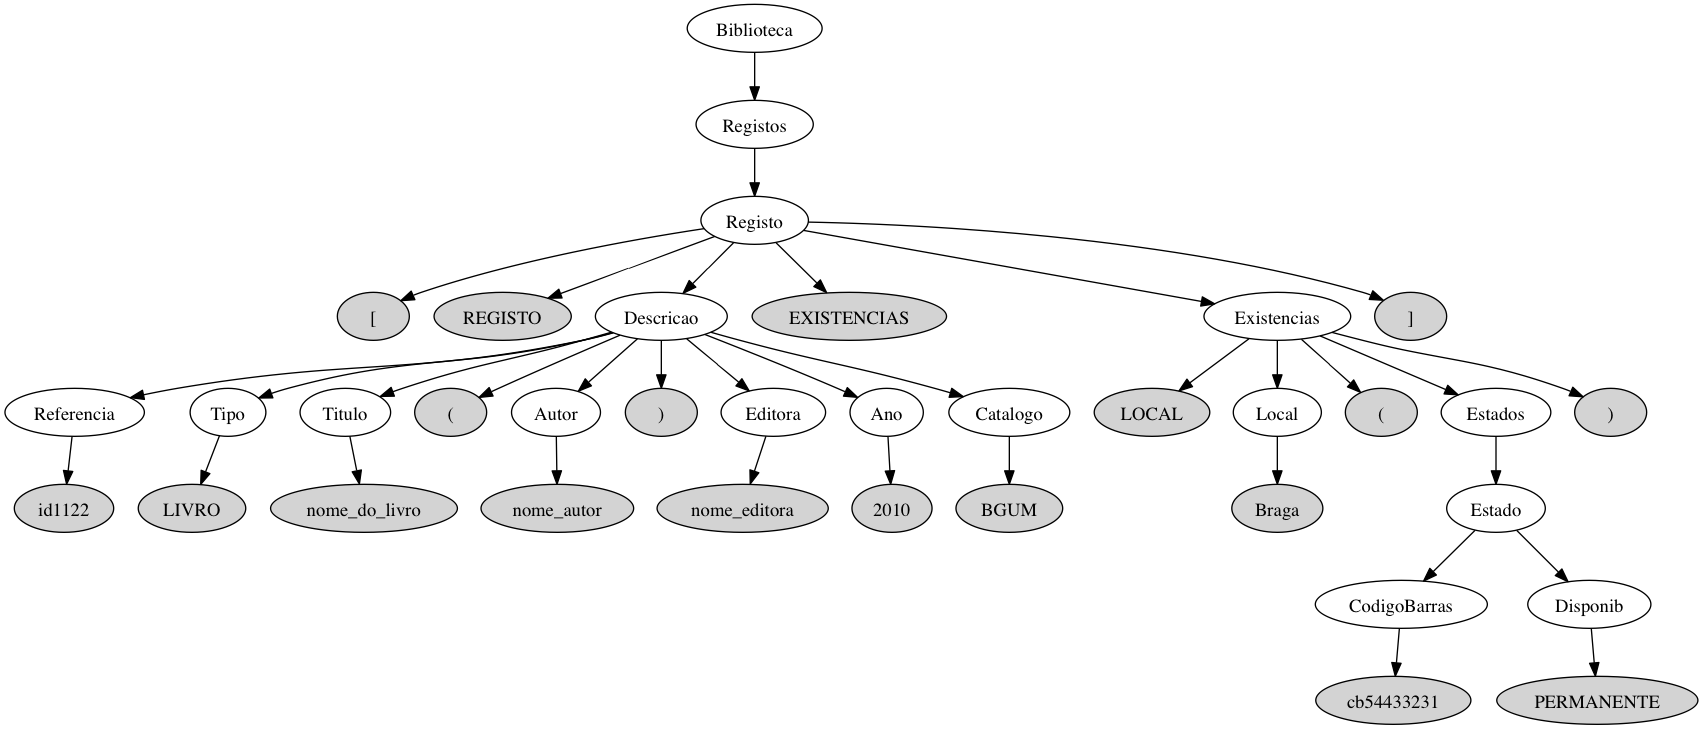 Biblioteca
Registos
Registo
[ REGISTO Descricao EXISTENCIAS Existencias ]
Referencia Tipo Titulo ( Autor ) Editora Ano Catalogo LOCAL Local ( Estados )
id1122 LIVRO nome_do_livro nome_autor nome_editora 2010 BGUM Braga Estado
CodigoBarras Disponib
cb54433231 PERMANENTE